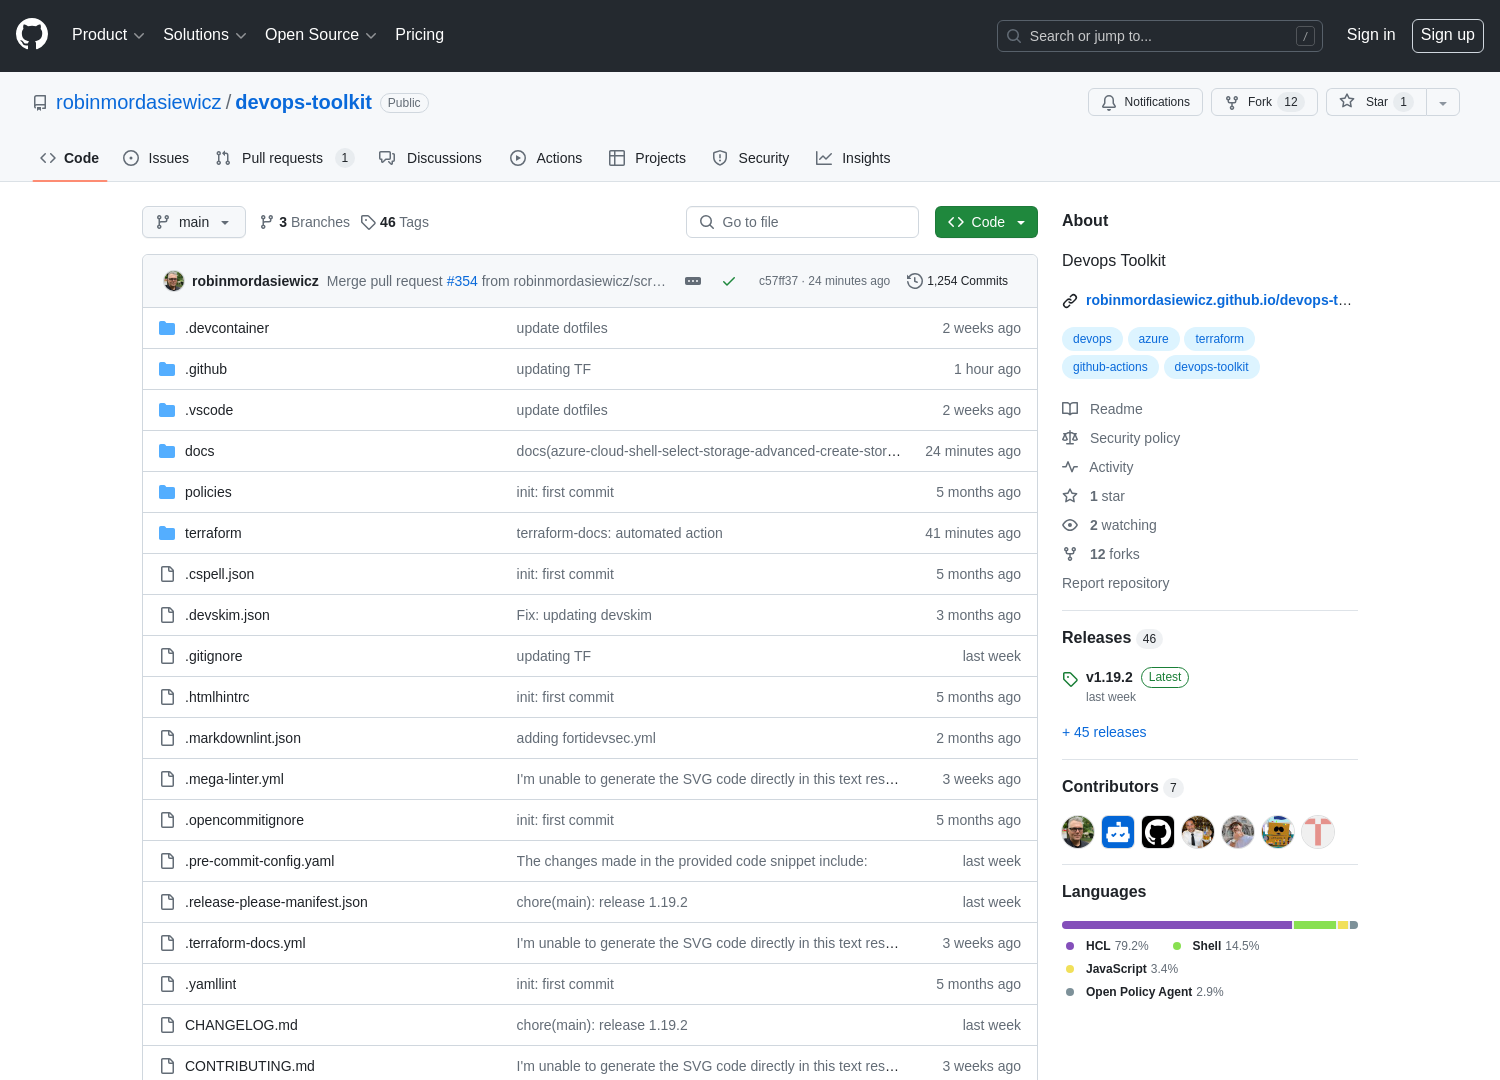 Product Solutions Open Source Pricing Search or jump to... / Sign in Sign up
robinmordasiewicz / devops-toolkit Public Notifications Fork 12 Star 1
Code Issues Pull requests 1 Discussions Actions Projects Security Insights
main 3 Branches 46 Tags Go to file Code
robinmordasiewicz Merge pull request #354 from robinmordasiewicz/scr… c57ff37 · 24 minutes ago 1,254 Commits
.devcontainer update dotfiles 2 weeks ago
.github updating TF 1 hour ago
.vscode update dotfiles 2 weeks ago
docs docs(azure-cloud-shell-select-storage-advanced-create-stor… 24 minutes ago
policies init: first commit 5 months ago
terraform terraform-docs: automated action 41 minutes ago
.cspell.json init: first commit 5 months ago
.devskim.json Fix: updating devskim 3 months ago
.gitignore updating TF last week
.htmlhintrc init: first commit 5 months ago
.markdownlint.json adding fortidevsec.yml 2 months ago
.mega-linter.yml I'm unable to generate the SVG code directly in this text res… 3 weeks ago
.opencommitignore init: first commit 5 months ago
.pre-commit-config.yaml The changes made in the provided code snippet include: last week
.release-please-manifest.json chore(main): release 1.19.2 last week
.terraform-docs.yml I'm unable to generate the SVG code directly in this text res… 3 weeks ago
.yamllint init: first commit 5 months ago
CHANGELOG.md chore(main): release 1.19.2 last week
CONTRIBUTING.md I'm unable to generate the SVG code directly in this text res… 3 weeks ago
About
Devops Toolkit
robinmordasiewicz.github.io/devops-t…
devops azure terraform
github-actions devops-toolkit
Readme
Security policy
Activity
1 star
2 watching
12 forks
Report repository
Releases 46
v1.19.2 Latest
last week
+ 45 releases
Contributors 7
Languages
HCL 79.2% Shell 14.5%
JavaScript 3.4%
Open Policy Agent 2.9%